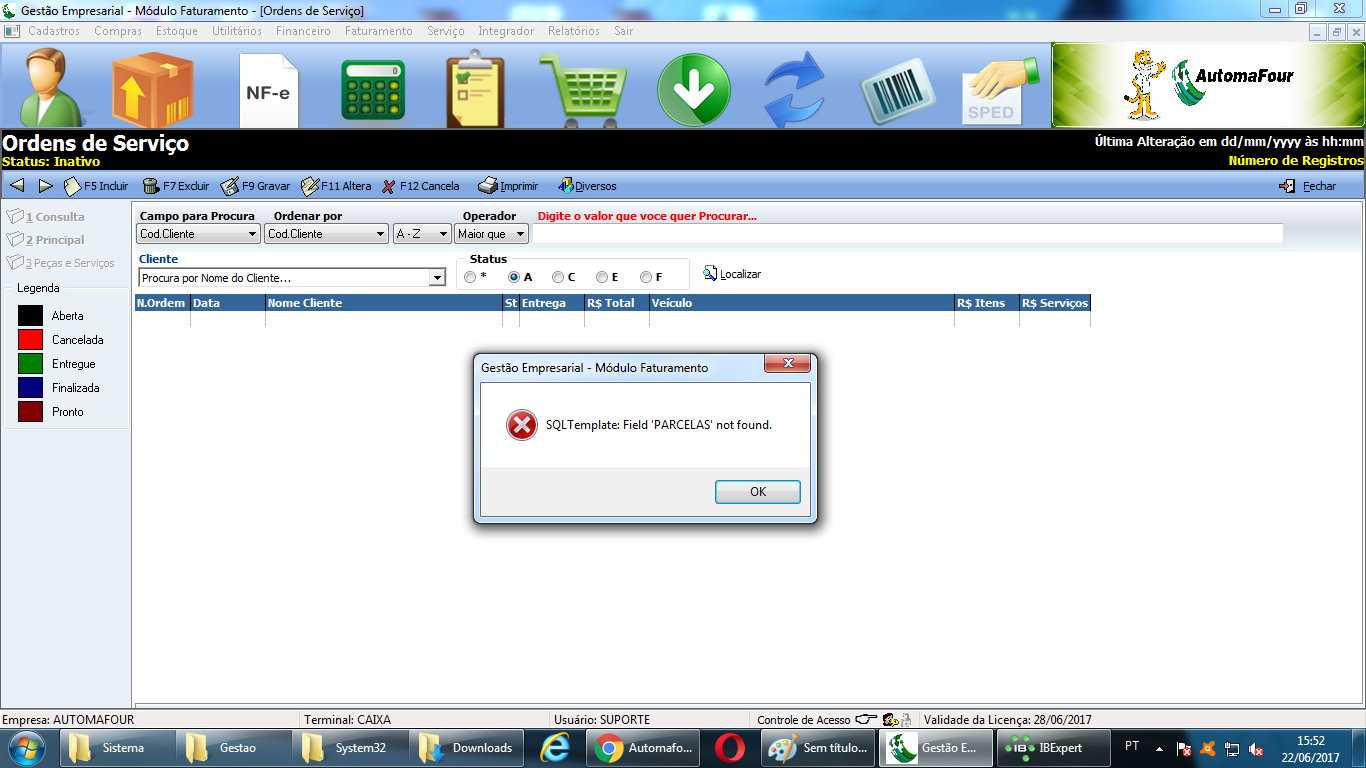 Gestão Empresarial - Módulo Faturamento - [Ordens de Serviço]
Cadastros Compras Estoque Utilitários Financeiro Faturamento Serviço Integrador Relatórios Sair
NF-e 0 SPED AutomaFour
Ordens de Serviço
Última Alteração em dd/mm/yyyy às hh:mm
Status: Inativo
Número de Registros
F5 Incluir F7 Excluir F9 Gravar F11 Altera F12 Cancela Imprimir Diversos Fechar
1 Consulta
2 Principal
3 Peças e Serviços
Legenda
Aberta
Cancelada
Entregue
Finalizada
Pronto
Campo para Procura Ordenar por Operador Digite o valor que voce quer Procurar...
Cod.Cliente Cod.Cliente A - Z Maior que
Cliente Status
Procura por Nome do Cliente... * A C E F Localizar
N.Ordem Data Nome Cliente St Entrega R$ Total Veículo R$ Itens R$ Serviços
Gestão Empresarial - Módulo Faturamento
SQLTemplate: Field 'PARCELAS' not found.
OK
Empresa: AUTOMAFOUR Terminal: CAIXA Usuário: SUPORTE Controle de Acesso Validade da Licença: 28/06/2017
Sistema Gestao System32 Downloads Automafo... Sem título... Gestão E... IB IBExpert PT 15:52
22/06/2017